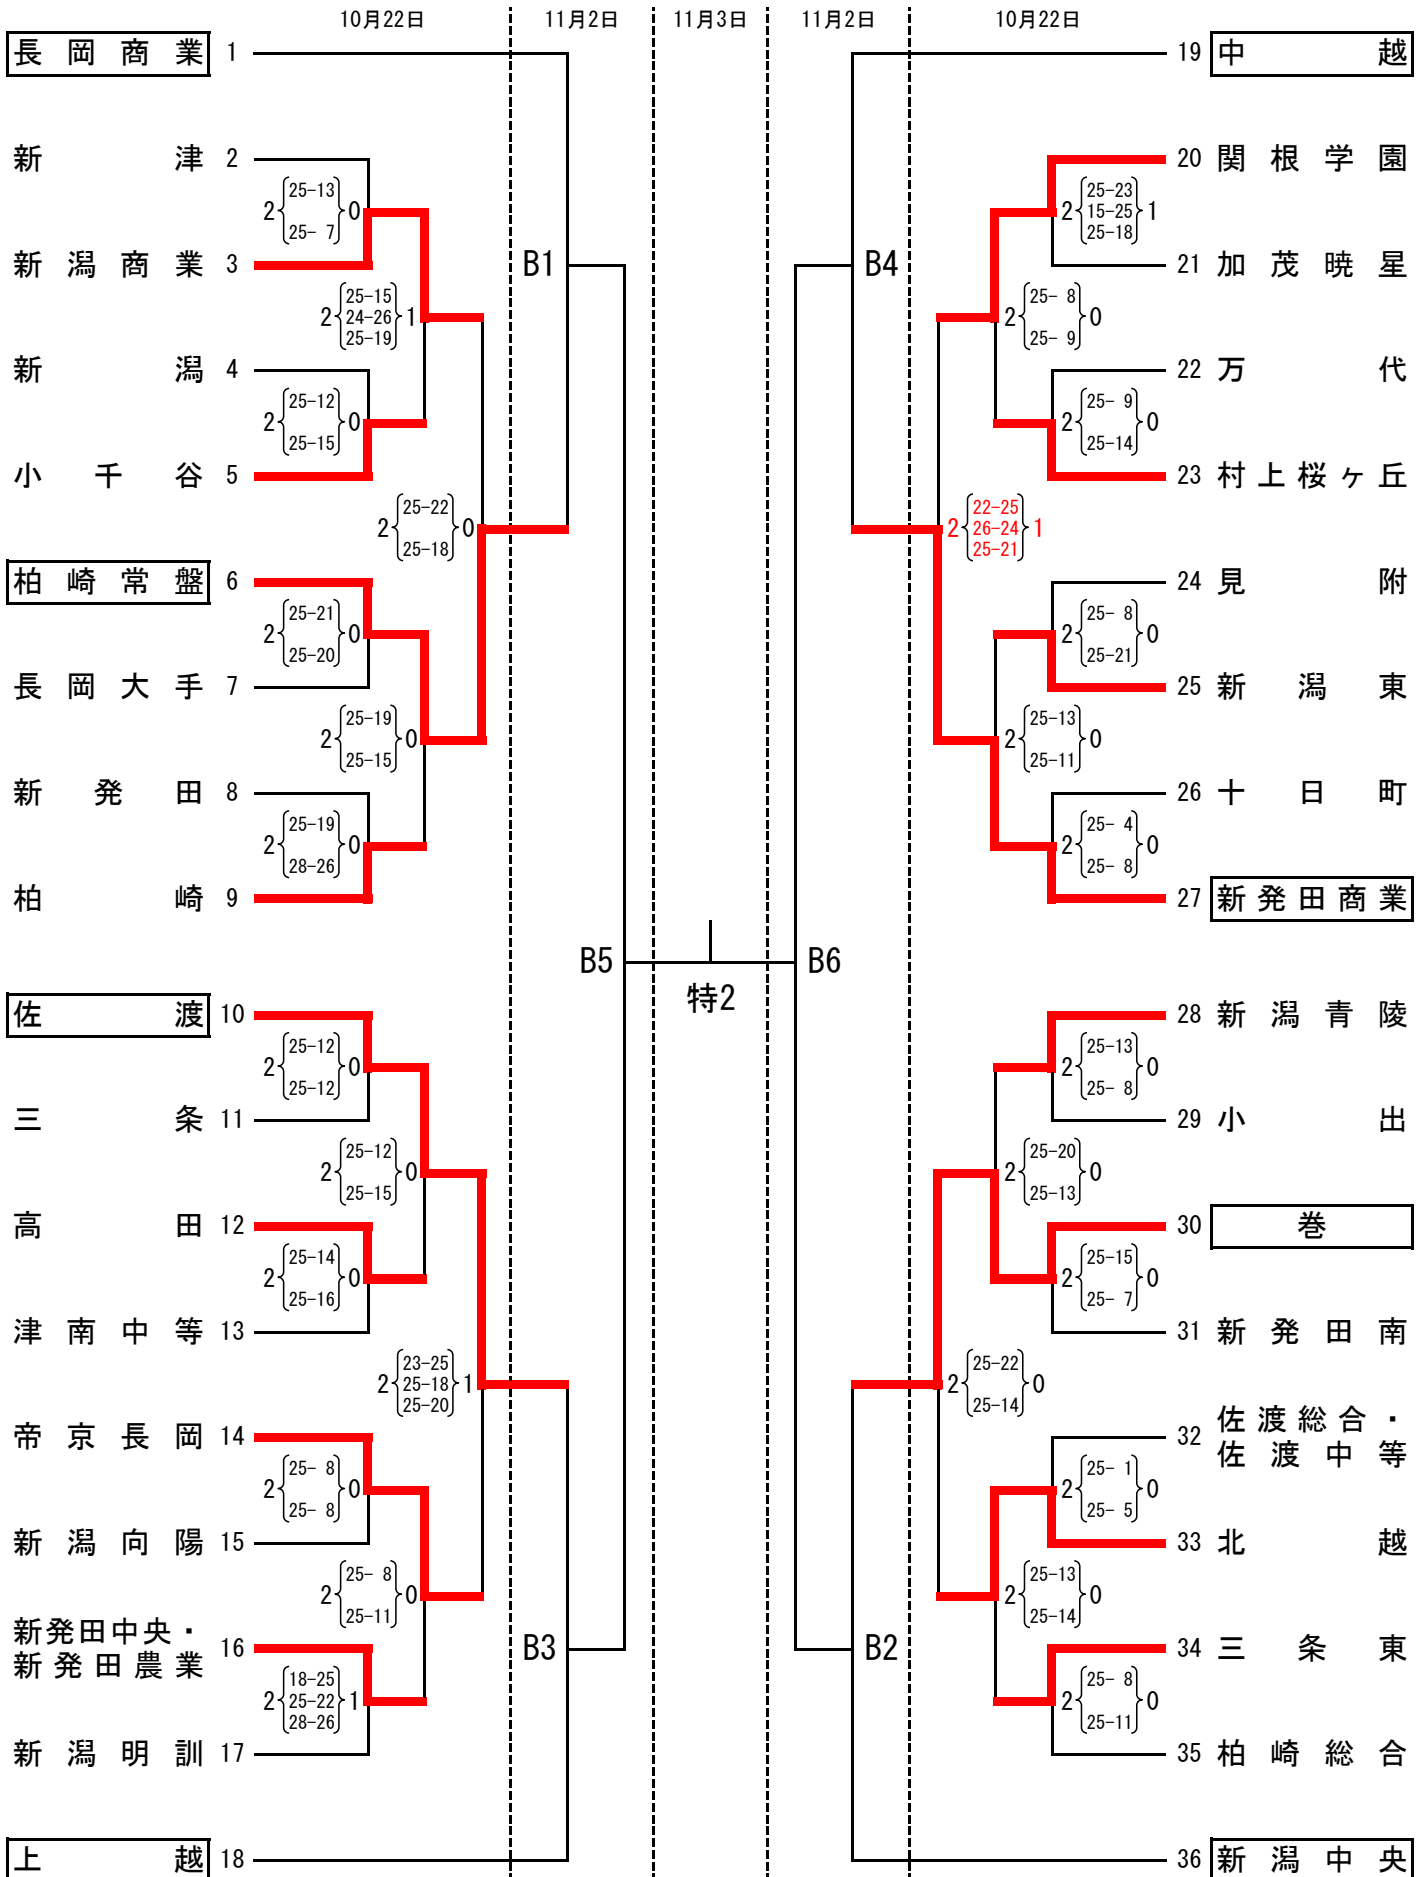 10月22日 11月2日 11月3日 11月2日 10月22日
長岡商業 1
新津 2
2 25-13 0
25- 7
新潟商業 3
2 25-15 1
24-26
25-19
新潟 4
2 25-12 0
25-15
小千谷 5
2 25-22 0
25-18
柏崎常盤 6
2 25-21 0
25-20
長岡大手 7
2 25-19 0
25-15
新発田 8
2 25-19 0
28-26
柏崎 9
佐渡 10
2 25-12 0
25-12
三条 11
2 25-12 0
25-15
高田 12
2 25-14 0
25-16
津南中等 13
2 23-25 1
25-18
25-20
帝京長岡 14
2 25- 8 0
25- 8
新潟向陽 15
2 25- 8 0
25-11
新発田中央・
新発田農業 16
2 18-25 1
25-22
28-26
新潟明訓 17
上越 18
B1
B3
B5
特2
B6
B4
B2
19 中越
20 関根学園
2 25-23 1
15-25
25-18
21 加茂暁星
2 25- 8 0
25- 9
22 万代
2 25- 9 0
25-14
23 村上桜ヶ丘
2 22-25 1
26-24
25-21
24 見附
2 25- 8 0
25-21
25 新潟東
2 25-13 0
25-11
26 十日町
2 25- 4 0
25- 8
27 新発田商業
28 新潟青陵
2 25-13 0
25- 8
29 小出
2 25-20 0
25-13
30 巻
2 25-15 0
25- 7
31 新発田南
2 25-22 0
25-14
32 佐渡総合・
佐渡中等
2 25- 1 0
25- 5
33 北越
2 25-13 0
25-14
34 三条東
2 25- 8 0
25-11
35 柏崎総合
36 新潟中央